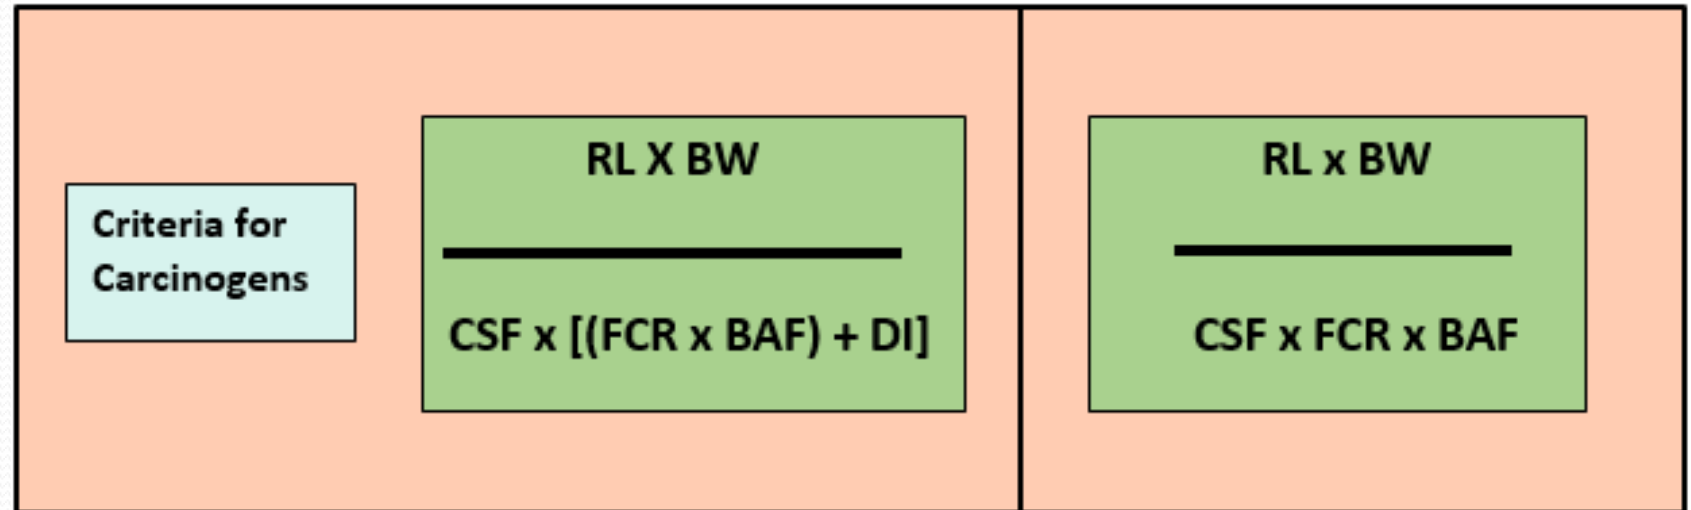 Criteria for
Carcinogens
RL X BW
CSF x [(FCR x BAF) + DI]
RL x BW
CSF x FCR x BAF